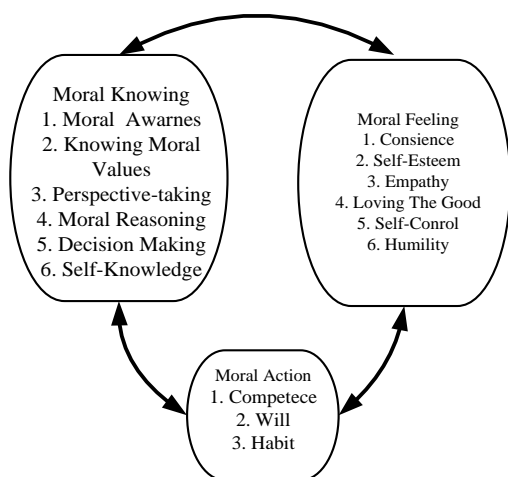 Moral Knowing
1. Moral Awarnes
2. Knowing Moral
Values
3. Perspective-taking
4. Moral Reasoning
5. Decision Making
6. Self-Knowledge
Moral Feeling
1. Consience
2. Self-Esteem
3. Empathy
4. Loving The Good
5. Self-Conrol
6. Humility
Moral Action
1. Competece
2. Will
3. Habit